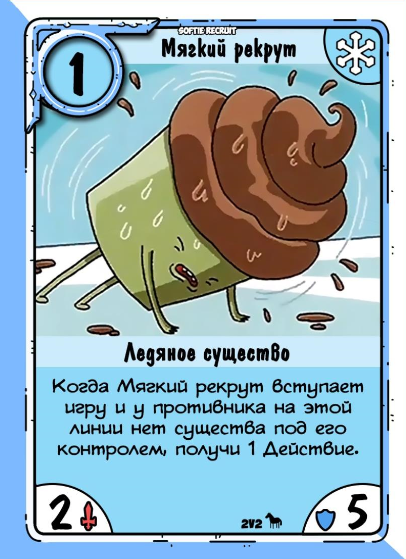 SOFTIE RECRUIT
Мягкий рекрут
1
Ледяное существо
Когда Мягкий рекрут вступает
игру и у противника на этой
линии нет существа под его
контролем, получи 1 Действие.
2
2V2
5